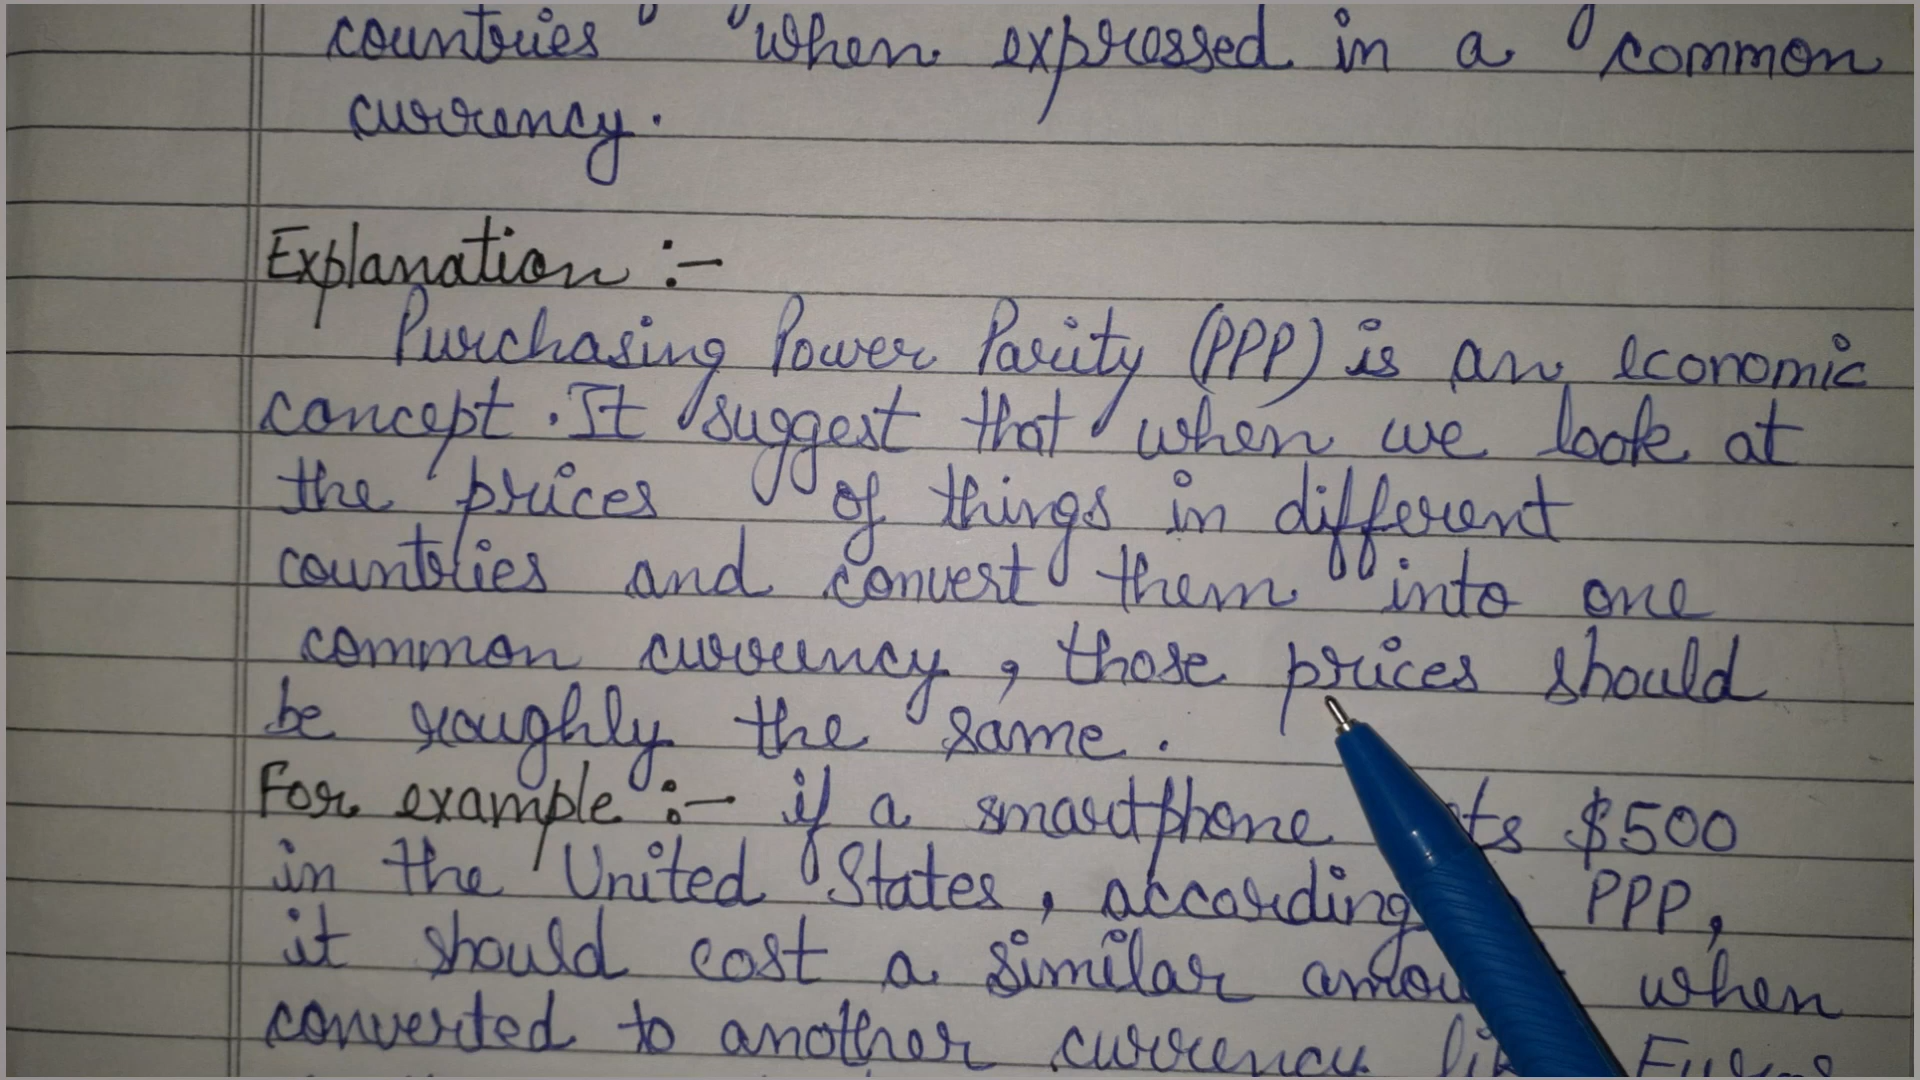 countries when expressed in a common
currency.
Explanation :-
Purchasing Power Parity (PPP) is an economic
concept. It suggest that when we look at
the prices of things in different
countries and convert them into one
common currency, those prices should
be roughly the same.
For example :- if a smartphone $500
in the United States, according PPP,
it should cost a similar when
converted to another currency